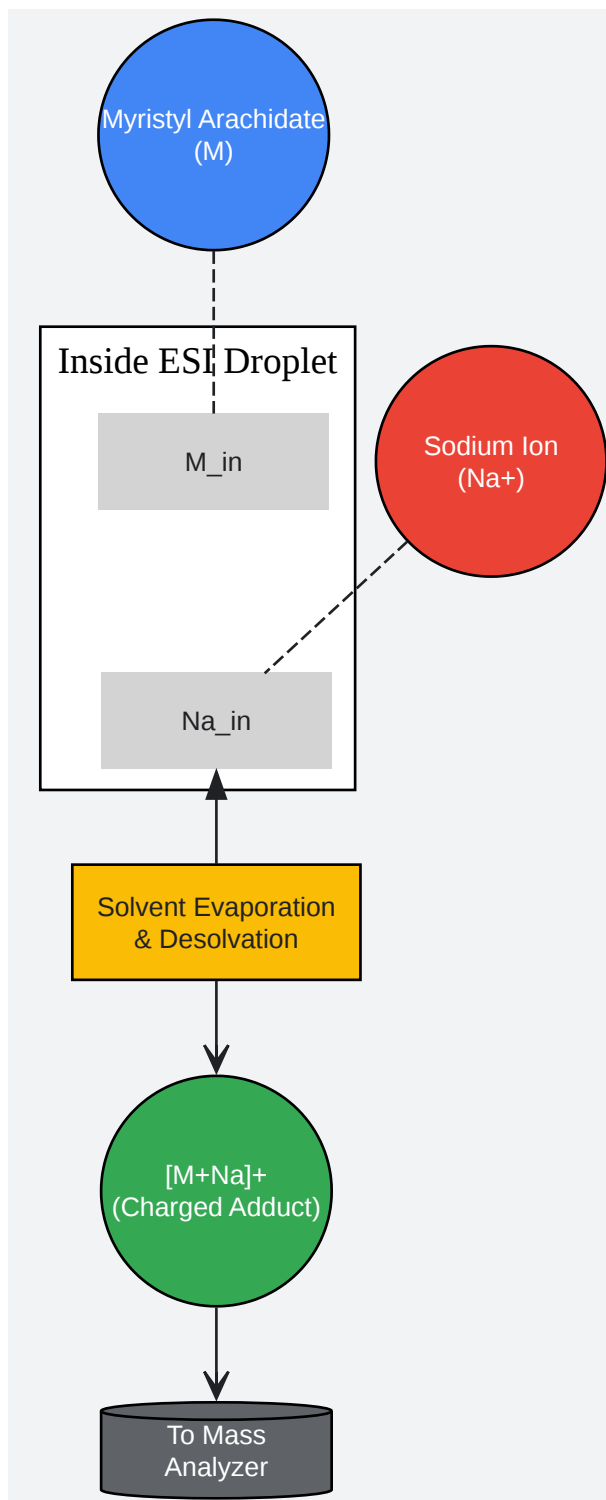 Myristyl Arachidate
(M)
Inside ESI Droplet
M_in
Sodium Ion
(Na+)
Na_in
Solvent Evaporation
& Desolvation
[M+Na]+
(Charged Adduct)
To Mass
Analyzer